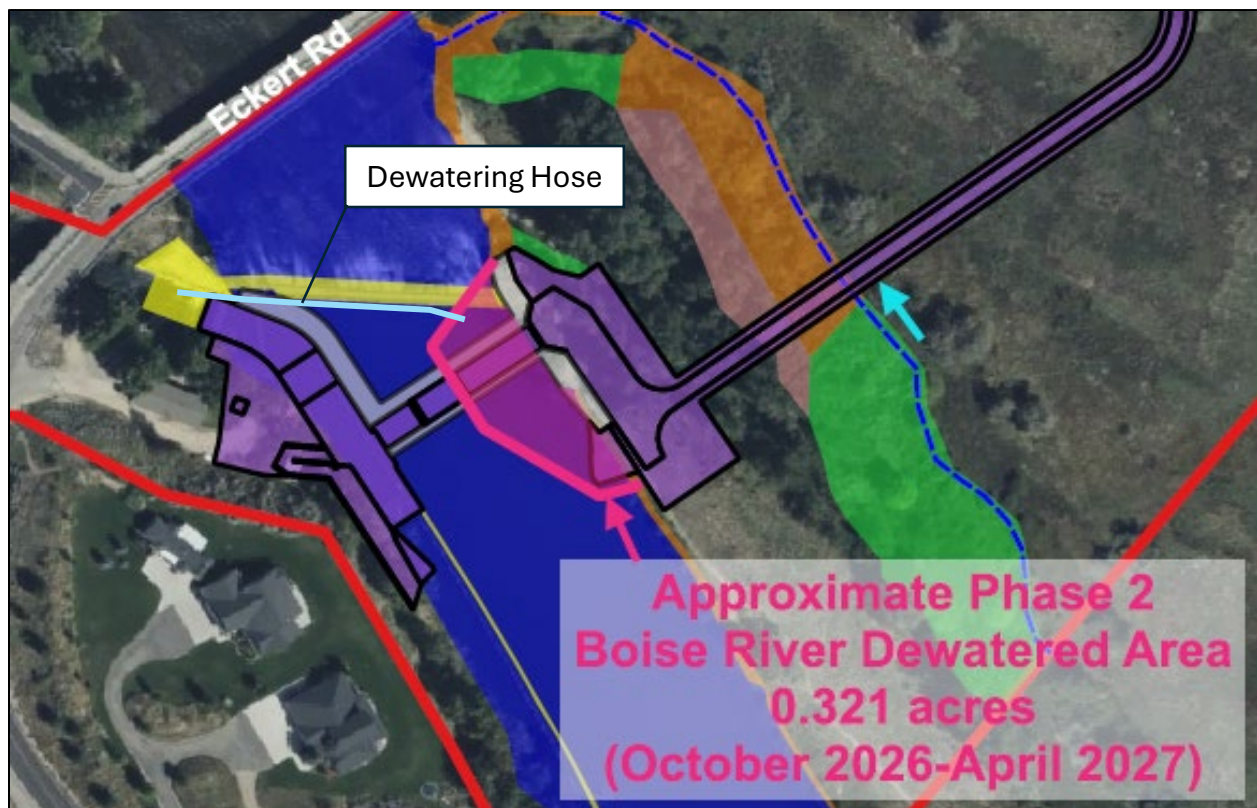 Eckert Rd
Dewatering Hose
Approximate Phase 2
Boise River Dewatered Area
0.321 acres
(October 2026-April 2027)